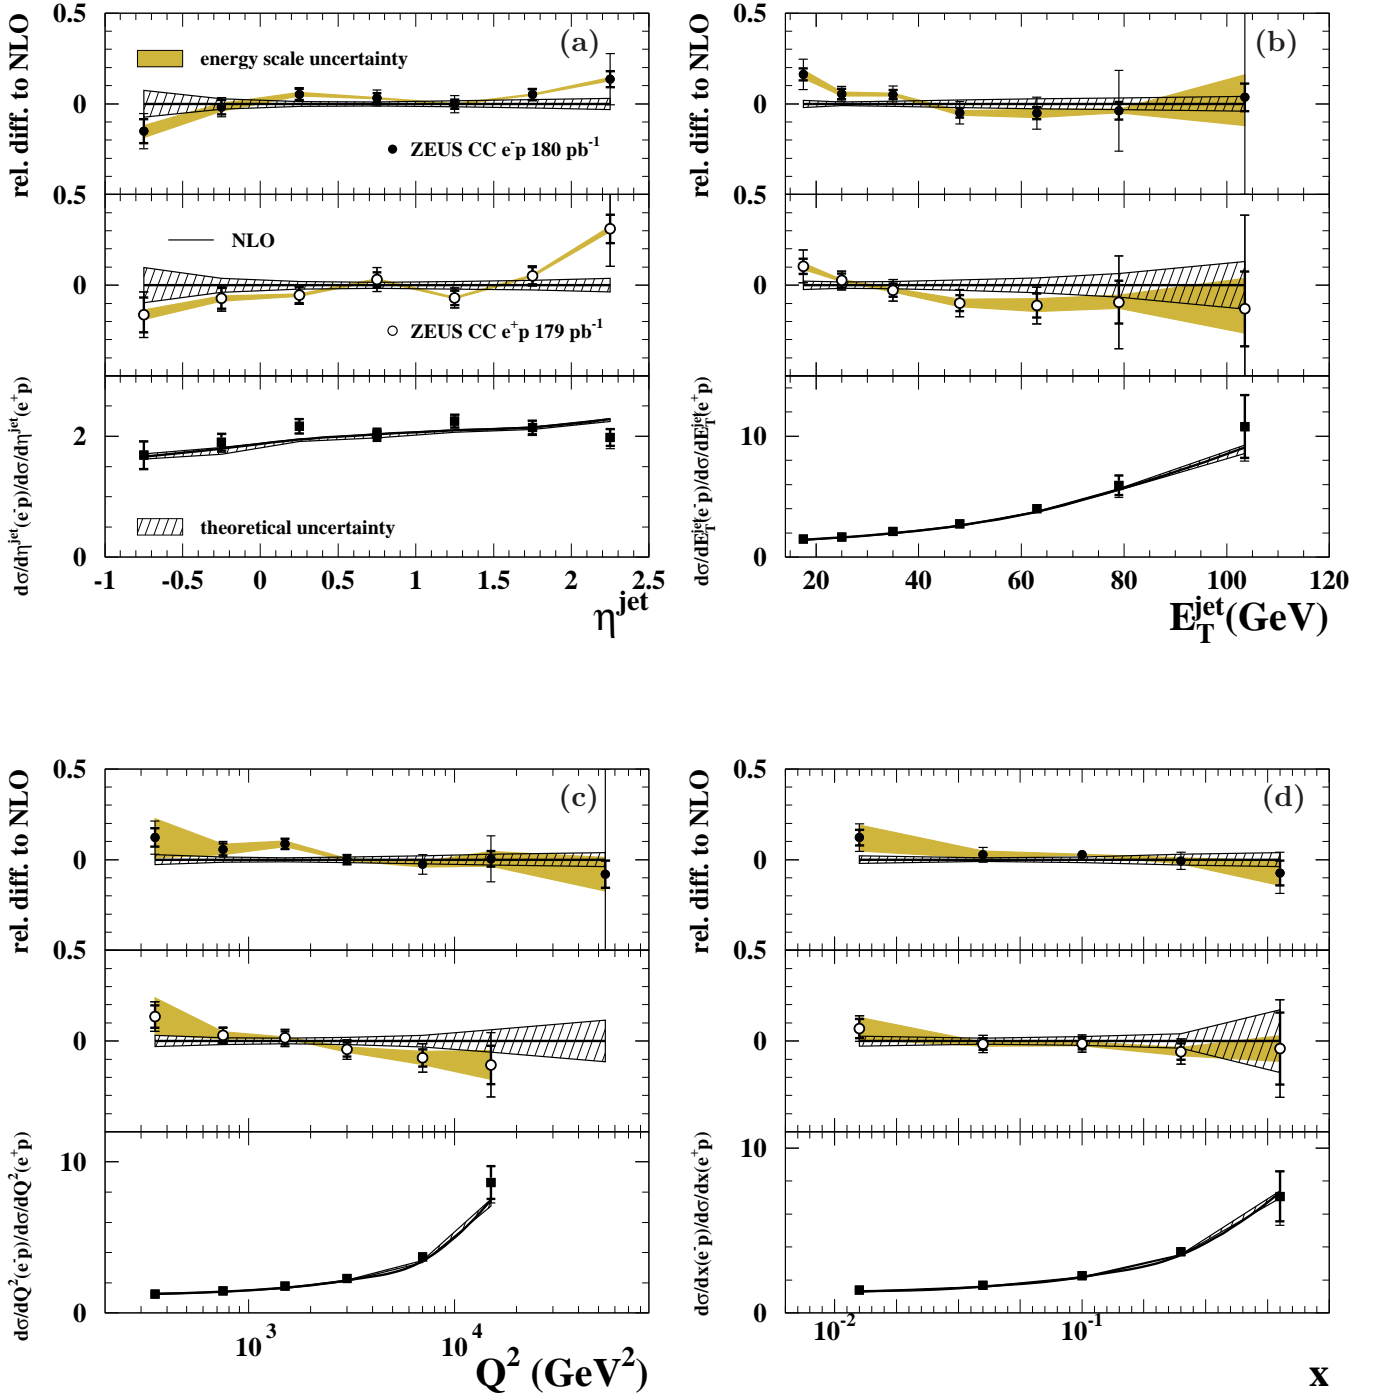 rel. diff. to NLO
0.5
0
0.5
0
energy scale uncertainty
(a)
ZEUS CC e⁻p 180 pb⁻¹
NLO
ZEUS CC e⁺p 179 pb⁻¹
dσ/dηʲᵉᵗ(e⁻p)/dσ/dηʲᵉᵗ(e⁺p)
2
0
theoretical uncertainty
-1 -0.5 0 0.5 1 1.5 2 2.5
ηʲᵉᵗ
rel. diff. to NLO
0.5
0
0.5
0
(b)
dσ/dE_T^jet(e⁻p)/dσ/dE_T^jet(e⁺p)
10
0
20 40 60 80 100 120
E_T^jet(GeV)
rel. diff. to NLO
0.5
0
0.5
0
(c)
dσ/dQ²(e⁻p)/dσ/dQ²(e⁺p)
10
0
10³ 10⁴
Q² (GeV²)
rel. diff. to NLO
0.5
0
0.5
0
(d)
dσ/dx(e⁻p)/dσ/dx(e⁺p)
10
0
10⁻² 10⁻¹
x